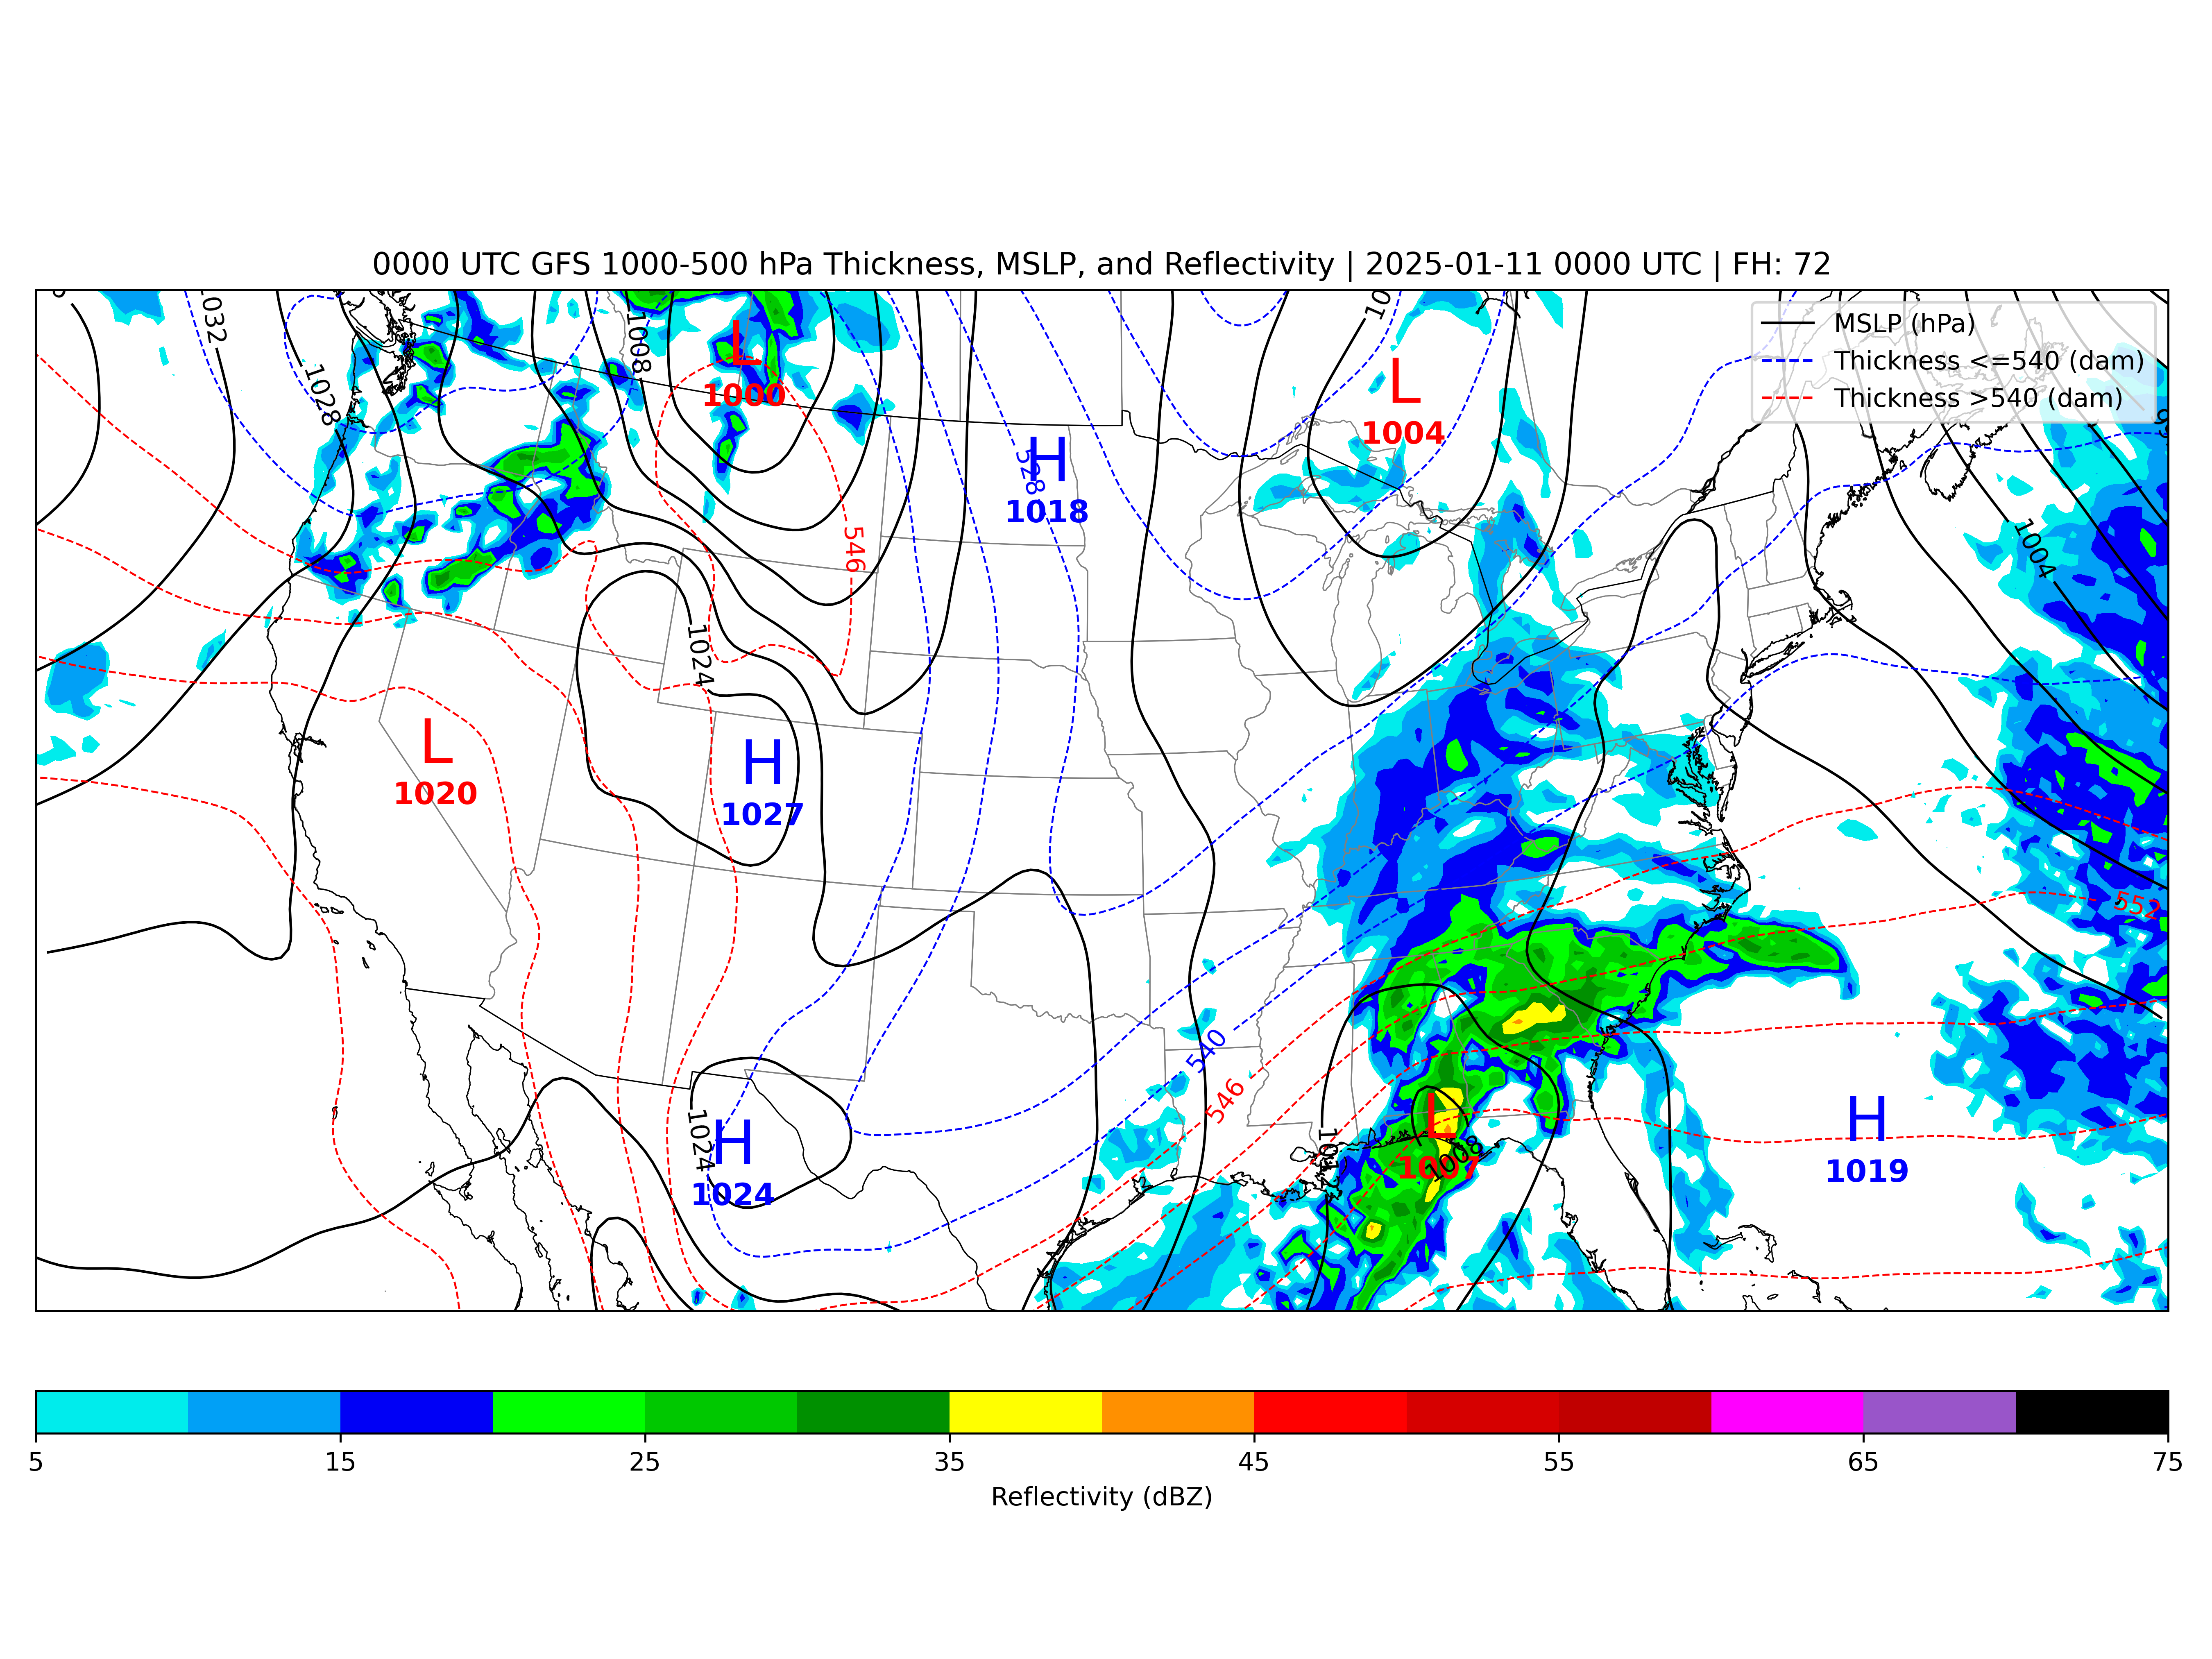 0000 UTC GFS 1000-500 hPa Thickness, MSLP, and Reflectivity | 2025-01-11 0000 UTC | FH: 72
MSLP (hPa)
Thickness <=540 (dam)
Thickness >540 (dam)
032
1028
1008
L
1000
10
L
1004
H
1018
528
546
1004
1024
L
1020
H
1027
552
540
546
1024
H
1024
L
1007
1008
H
1019
5
15
25
35
45
55
65
75
Reflectivity (dBZ)